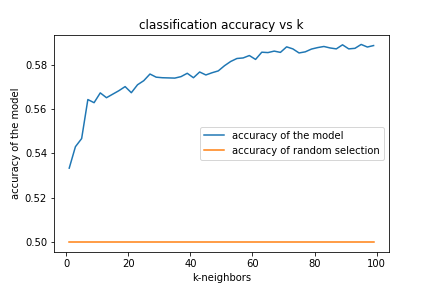 classification accuracy vs k
accuracy of the model
0.58
0.56
0.54
0.52
0.50
accuracy of the model
accuracy of random selection
0
20
40
60
80
100
k-neighbors